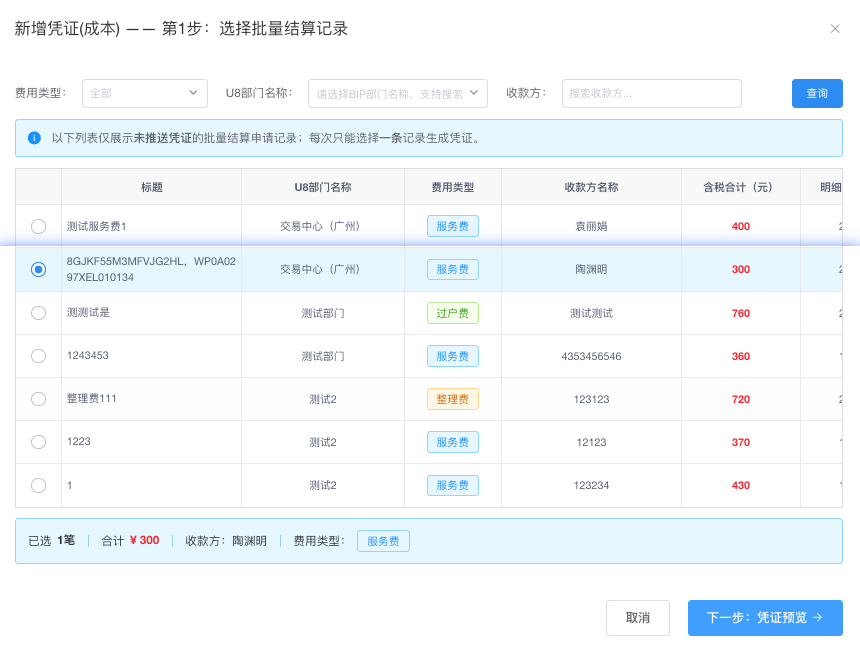 新增凭证(成本) —— 第1步：选择批量结算记录
费用类型： 全部 U8部门名称： 请选择BIP部门名称，支持搜索 收款方： 搜索收款方... 查询
以下列表仅展示未推送凭证的批量结算申请记录；每次只能选择一条记录生成凭证。
标题 U8部门名称 费用类型 收款方名称 含税合计（元） 明细
测试服务费1 交易中心（广州） 服务费 袁丽娟 400
8GJKF55M3MFVJG2HL，WP0A02
97XEL010134 交易中心（广州） 服务费 陶渊明 300
测测试是 测试部门 过户费 测试测试 760
1243453 测试部门 服务费 4353456546 360
整理费111 测试2 整理费 123123 720
1223 测试2 服务费 12123 370
1 测试2 服务费 123234 430
已选 1笔 合计 ¥ 300 收款方： 陶渊明 费用类型： 服务费
取消 下一步：凭证预览 →